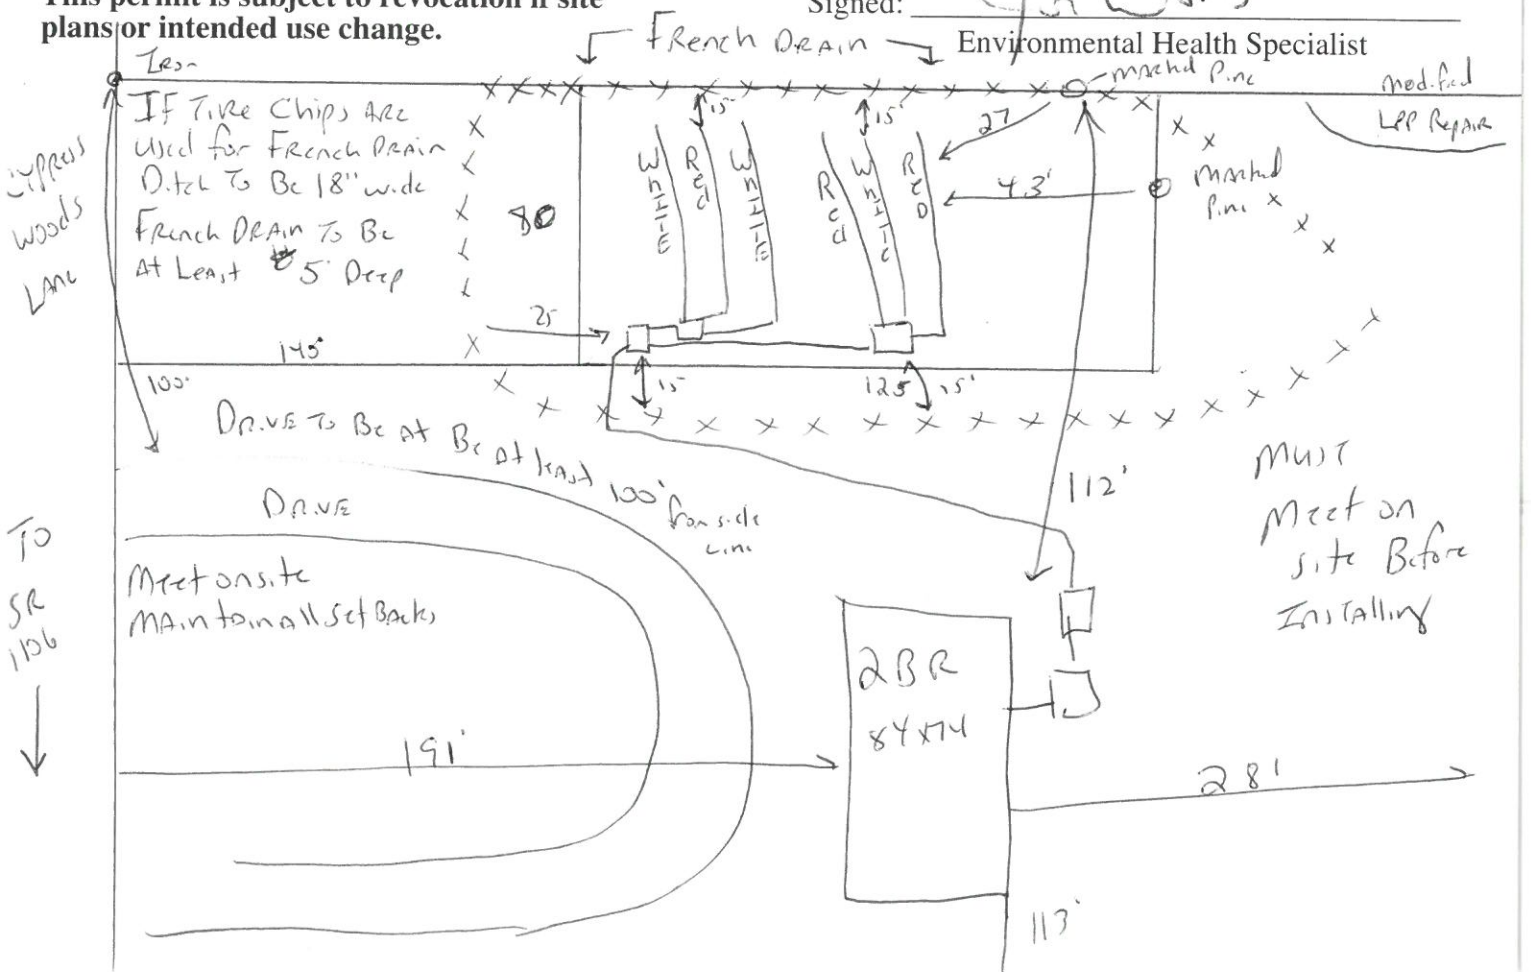 This permit is subject to revocation if site
plans or intended use change.
Signed:
Environmental Health Specialist
French Drain
Iron
Marked Pine
Modified
LPP Repair
If Tire Chips Are
Used for French Drain
Ditch To Be 18" wide
French Drain To Be
At Least 5' Deep
Cypress
Woods
Lane
80
White
Red
White
Red
White
Red
15'
15'
27
43'
Marked
Pine
25
145'
100'
15
125
15'
Drive To Be At Be At least 100' from side
Line
112'
Must
Meet on
site Before
Installing
Drive
To
SR
1106
Meet onsite
Maintain all SetBacks
2BR
84x74
191'
281
113'